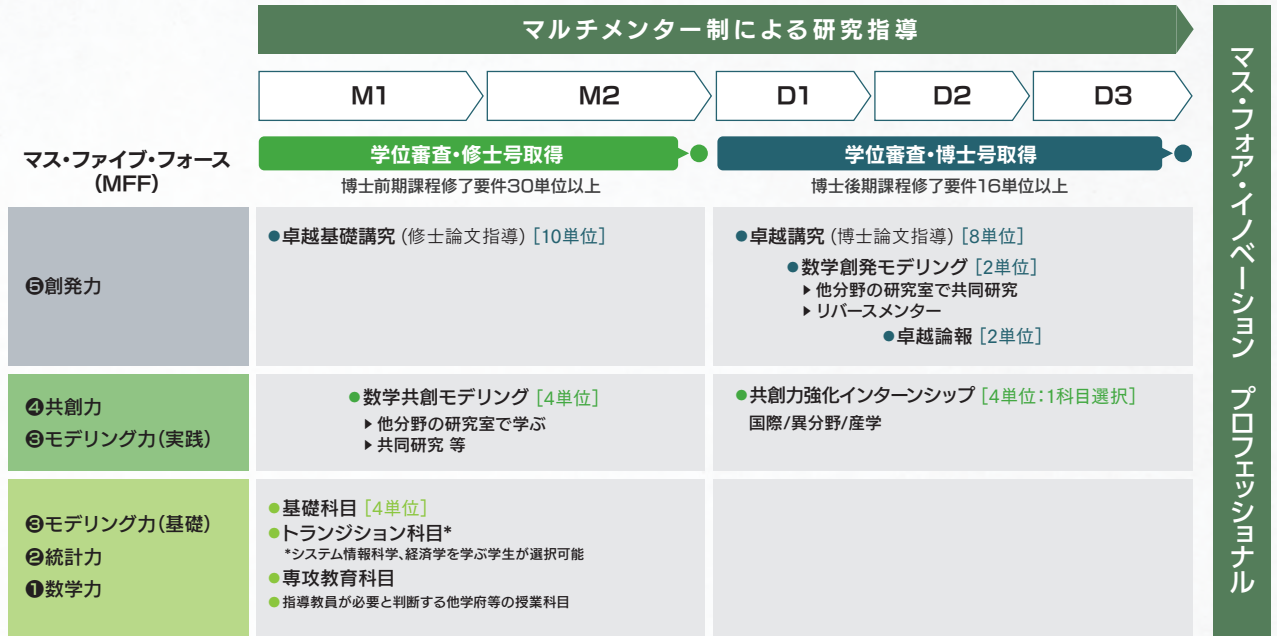 マルチメンター制による研究指導
M1
M2
D1
D2
D3
マス・ファイブ・フォース
(MFF)
学位審査・修士号取得
博士前期課程修了要件30単位以上
学位審査・博士号取得
博士後期課程修了要件16単位以上
❺創発力
●卓越基礎講究 (修士論文指導) [10単位]
●卓越講究 (博士論文指導) [8単位]
●数学創発モデリング [2単位]
▶他分野の研究室で共同研究
▶リバースメンター
●卓越論報 [2単位]
❹共創力
❸モデリング力(実践)
●数学共創モデリング [4単位]
▶他分野の研究室で学ぶ
▶共同研究 等
●共創力強化インターンシップ [4単位:1科目選択]
国際/異分野/産学
❸モデリング力(基礎)
❷統計力
❶数学力
●基礎科目 [4単位]
●トランジション科目*
*システム情報科学、経済学を学ぶ学生が選択可能
●専攻教育科目
●指導教員が必要と判断する他学府等の授業科目
マス・フォア・イノベーション プロフェッショナル